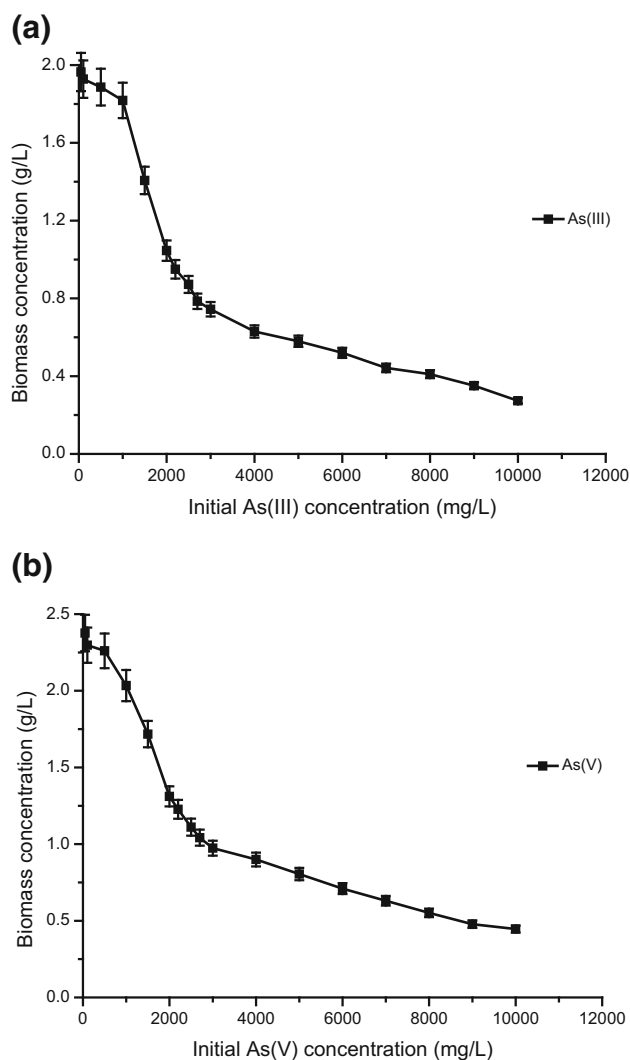 (a)
2.0
1.6
1.2
0.8
0.4
0.0
Biomass concentration (g/L)
As(III)
0 2000 4000 6000 8000 10000 12000
Initial As(III) concentration (mg/L)
(b)
2.5
2.0
1.5
1.0
0.5
0.0
Biomass concentration (g/L)
As(V)
0 2000 4000 6000 8000 10000 12000
Initial As(V) concentration (mg/L)